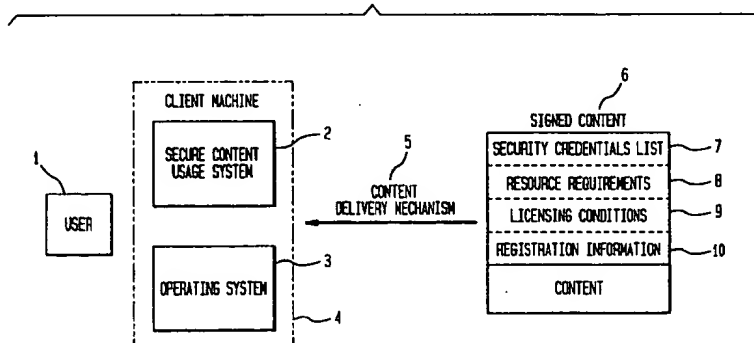 CLIENT MACHINE
1
USER
2
SECURE CONTENT
USAGE SYSTEM
3
OPERATING SYSTEM
4
5
CONTENT
DELIVERY MECHANISM
6
SIGNED CONTENT
SECURITY CREDENTIALS LIST
7
RESOURCE REQUIREMENTS
8
LICENSING CONDITIONS
9
REGISTRATION INFORMATION
10
CONTENT